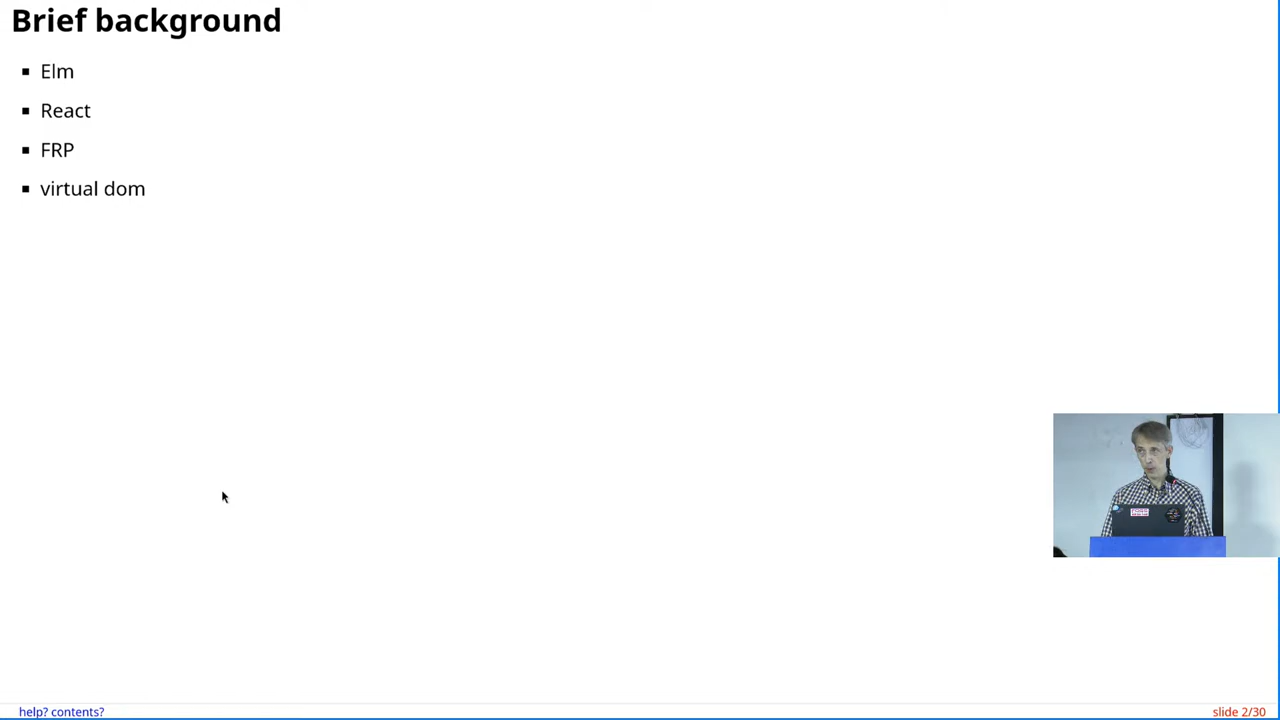 Brief background
Elm
React
FRP
virtual dom
help? contents?
slide 2/30